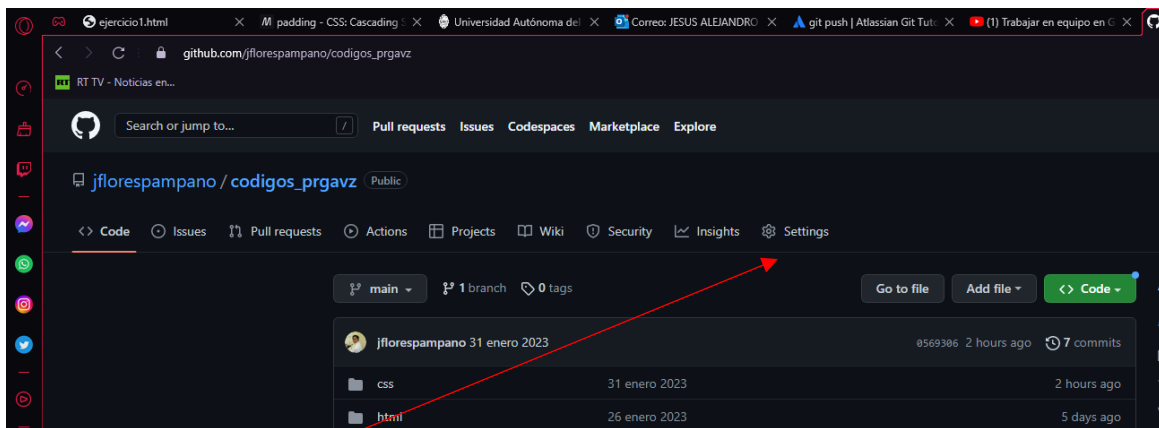 ejercicio1.html
padding - CSS: Cascading S
Universidad Autónoma del
Correo: JESUS ALEJANDRO
git push | Atlassian Git Tuto
(1) Trabajar en equipo en G
github.com/jflorespampano/codigos_prgavz
RT RT TV - Noticias en...
Search or jump to... /
Pull requests Issues Codespaces Marketplace Explore
jflorespampano / codigos_prgavz Public
<> Code Issues Pull requests Actions Projects Wiki Security Insights Settings
main 1 branch 0 tags Go to file Add file <> Code
jflorespampano 31 enero 2023 0569306 2 hours ago 7 commits
css 31 enero 2023 2 hours ago
html 26 enero 2023 5 days ago